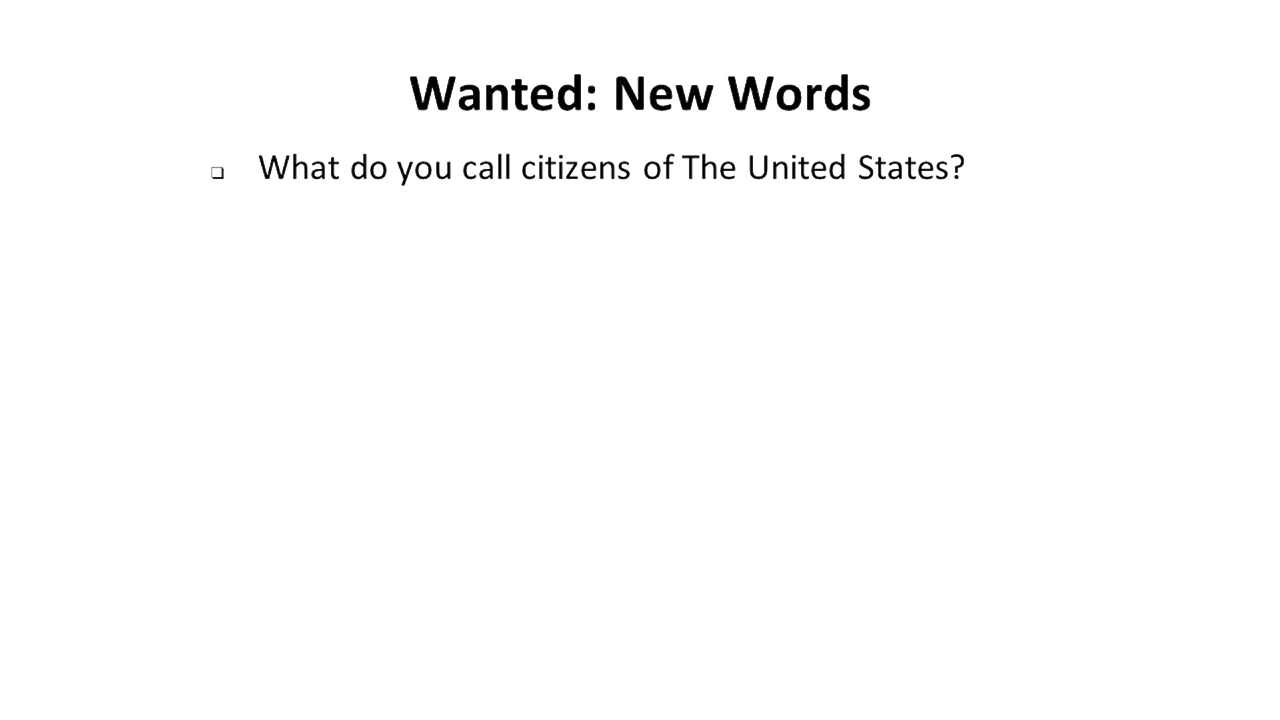 Wanted: New Words
❑ What do you call citizens of The United States?